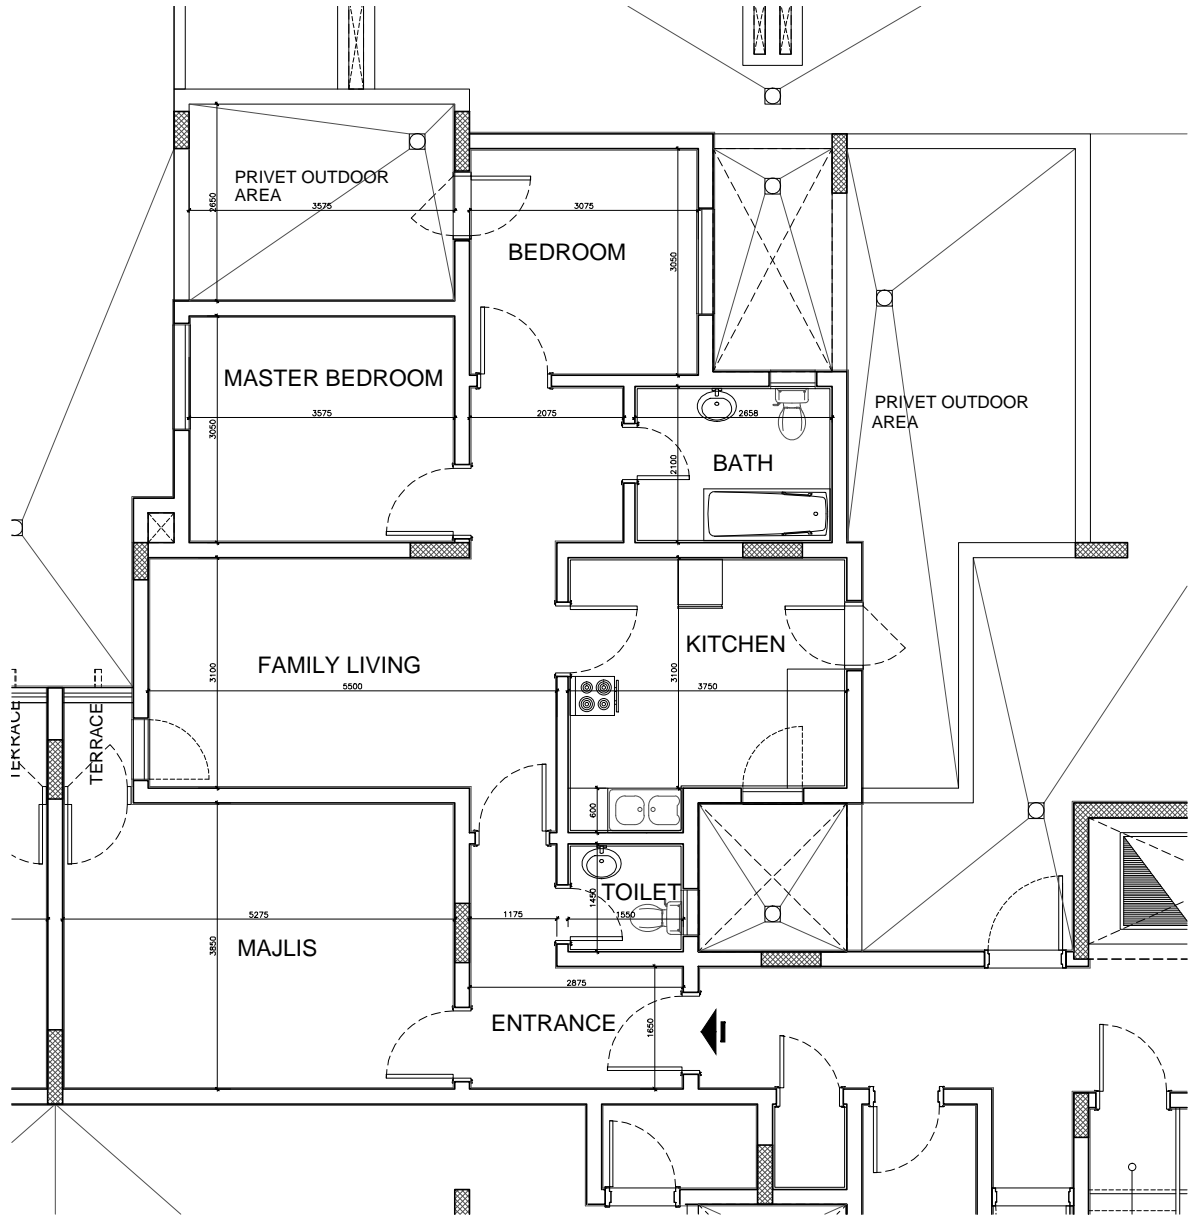 PRIVET OUTDOOR
AREA
2650
3575
3075
BEDROOM
3050
MASTER BEDROOM
3575
3050
2075
2658
PRIVET OUTDOOR
AREA
BATH
2100
FAMILY LIVING
5500
3100
KITCHEN
3750
3100
TERRACE
TERRACE
600
TOILET
1450
1550
5275
1175
MAJLIS
3850
2875
ENTRANCE
1650